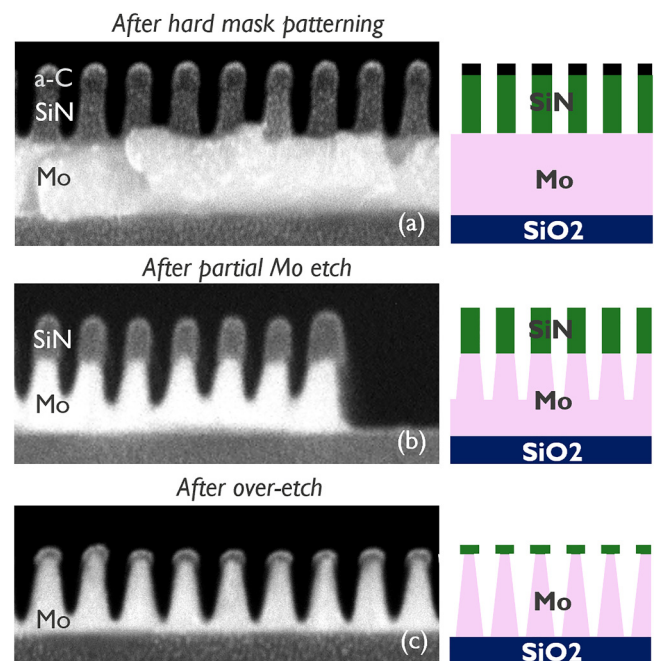 After hard mask patterning
a-C
SiN
SiN
Mo
Mo
(a)
SiO2
After partial Mo etch
SiN
SiN
Mo
Mo
(b)
SiO2
After over-etch
Mo
Mo
(c)
SiO2